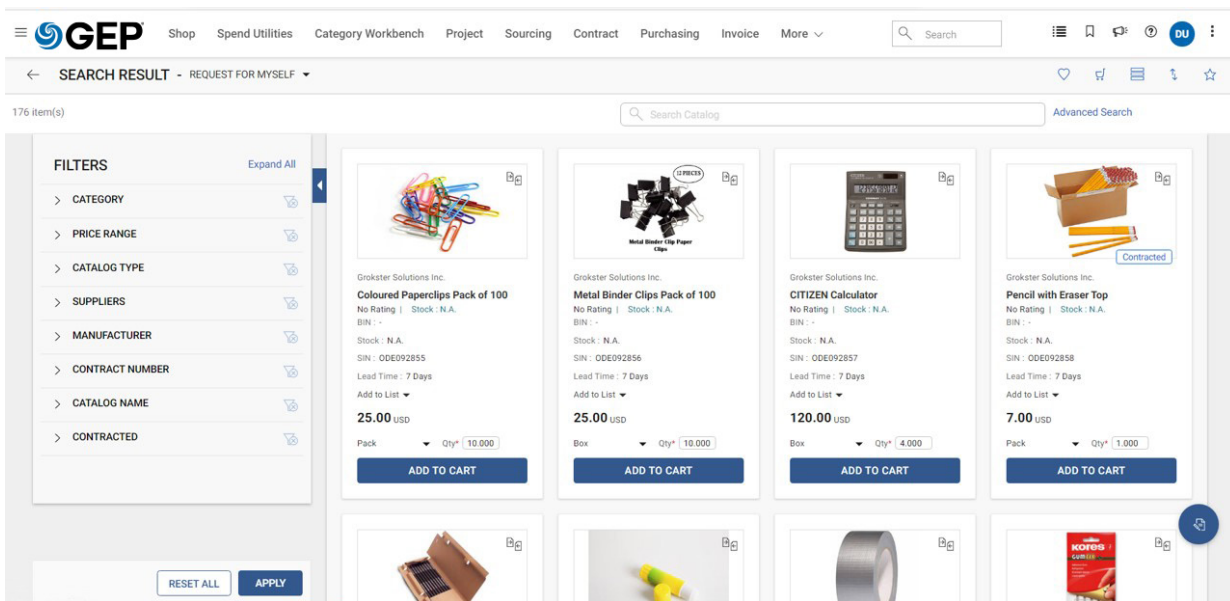 GEP
Shop Spend Utilities Category Workbench Project Sourcing Contract Purchasing Invoice More
Search
DU
SEARCH RESULT - REQUEST FOR MYSELF
176 item(s)
Search Catalog
Advanced Search
FILTERS
Expand All
CATEGORY
PRICE RANGE
CATALOG TYPE
SUPPLIERS
MANUFACTURER
CONTRACT NUMBER
CATALOG NAME
CONTRACTED
RESET ALL
APPLY
Grokster Solutions Inc.
Coloured Paperclips Pack of 100
No Rating | Stock : N.A.
BIN : -
Stock : N.A.
SIN : ODE092855
Lead Time : 7 Days
Add to List
25.00 USD
Pack Qty* 10.000
ADD TO CART
12 PIECES
Metal Binder Clip Paper
Clips
Grokster Solutions Inc.
Metal Binder Clips Pack of 100
No Rating | Stock : N.A.
BIN : -
Stock : N.A.
SIN : ODE092856
Lead Time : 7 Days
Add to List
25.00 USD
Box Qty* 10.000
ADD TO CART
Grokster Solutions Inc.
CITIZEN Calculator
No Rating | Stock : N.A.
BIN : -
Stock : N.A.
SIN : ODE092857
Lead Time : 7 Days
Add to List
120.00 USD
Box Qty* 4.000
ADD TO CART
Contracted
Grokster Solutions Inc.
Pencil with Eraser Top
No Rating | Stock : N.A.
BIN : -
Stock : N.A.
SIN : ODE092858
Lead Time : 7 Days
Add to List
7.00 USD
Pack Qty* 1.000
ADD TO CART
KORES